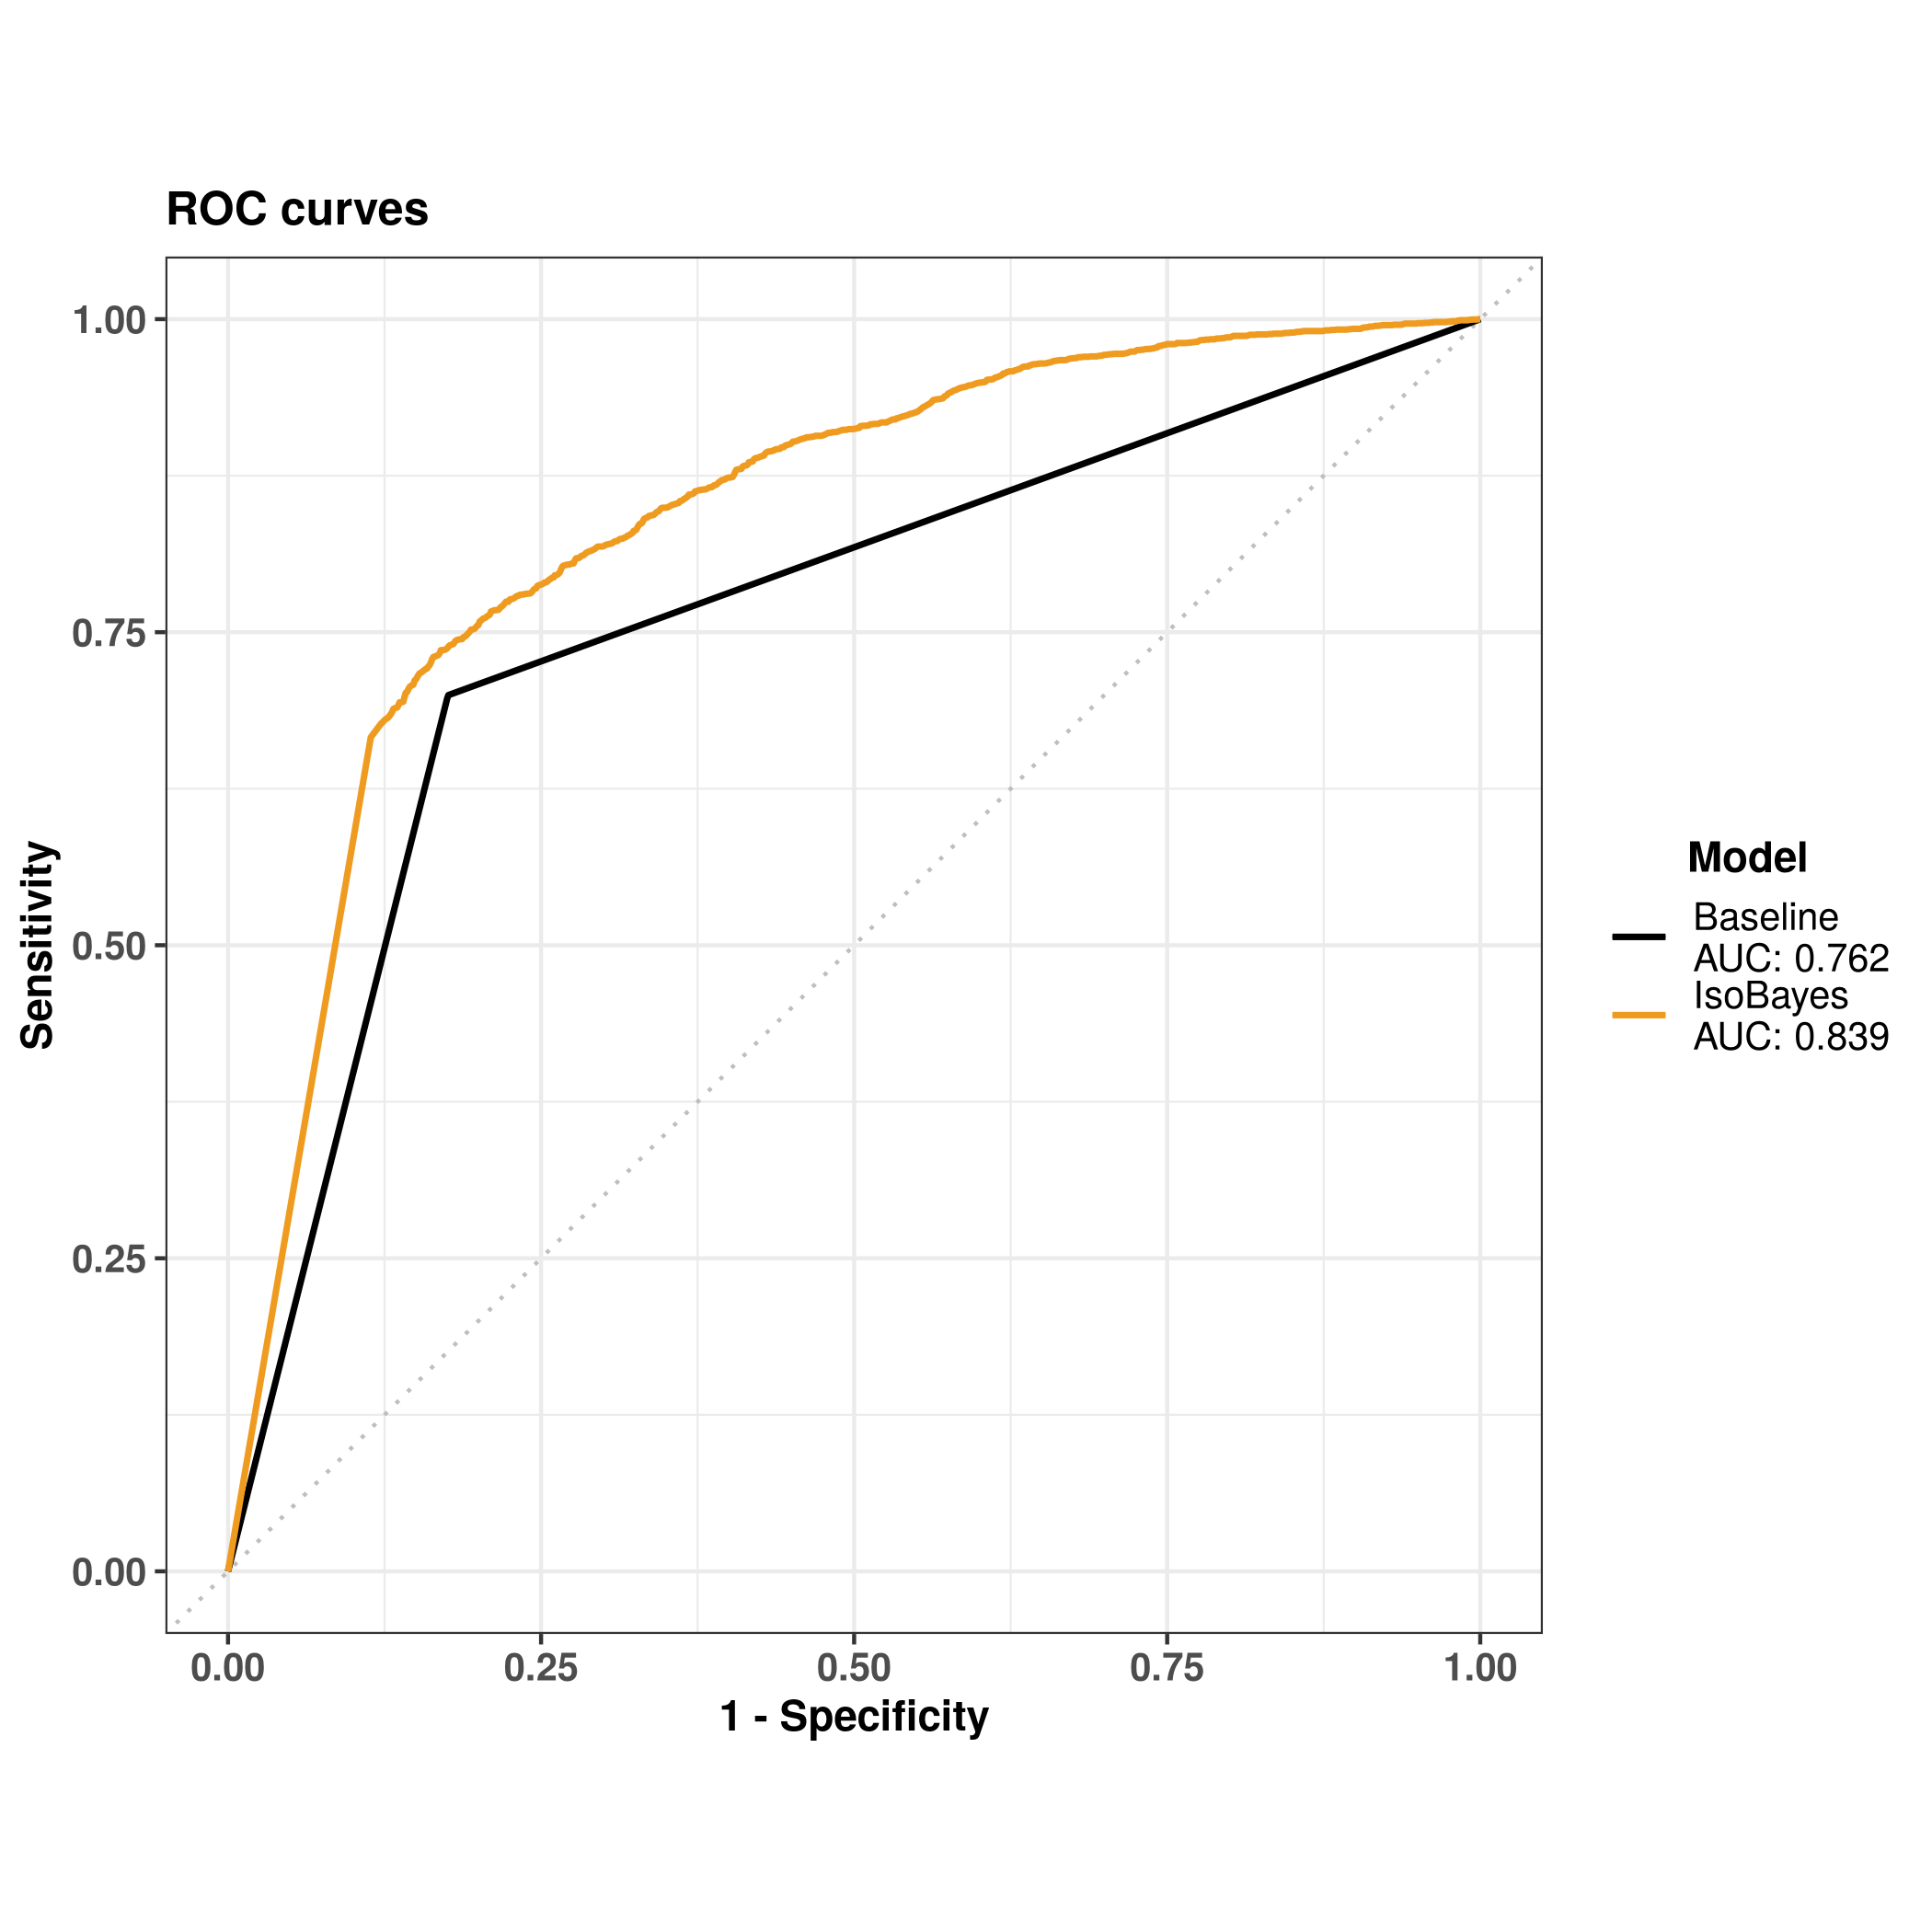 ROC curves
1.00
0.75
0.50
0.25
0.00
Sensitivity
0.00 0.25 0.50 0.75 1.00
1 - Specificity
Model
Baseline
AUC: 0.762
IsoBayes
AUC: 0.839